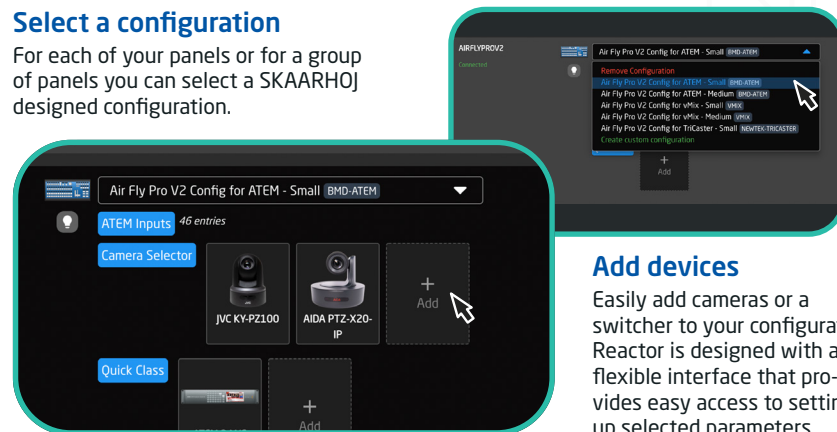 Select a configuration
For each of your panels or for a group
of panels you can select a SKAARHOJ
designed configuration.
AIRFLYPROV2
Connected
Air Fly Pro V2 Config for ATEM - Small BMD-ATEM
Remove Configuration
Air Fly Pro V2 Config for ATEM - Small BMD-ATEM
Air Fly Pro V2 Config for ATEM - Medium BMD-ATEM
Air Fly Pro V2 Config for vMix - Small VMIX
Air Fly Pro V2 Config for vMix - Medium VMIX
Air Fly Pro V2 Config for TriCaster - Small NEWTEK-TRICASTER
Create custom configuration
+
Add
Air Fly Pro V2 Config for ATEM - Small BMD-ATEM
ATEM Inputs 46 entries
Camera Selector
JVC KY-PZ100
AIDA PTZ-X20-
IP
+
Add
Quick Class
+
Add
Add devices
Easily add cameras or a
switcher to your configura
Reactor is designed with a
flexible interface that pro-
vides easy access to settin
up selected parameters